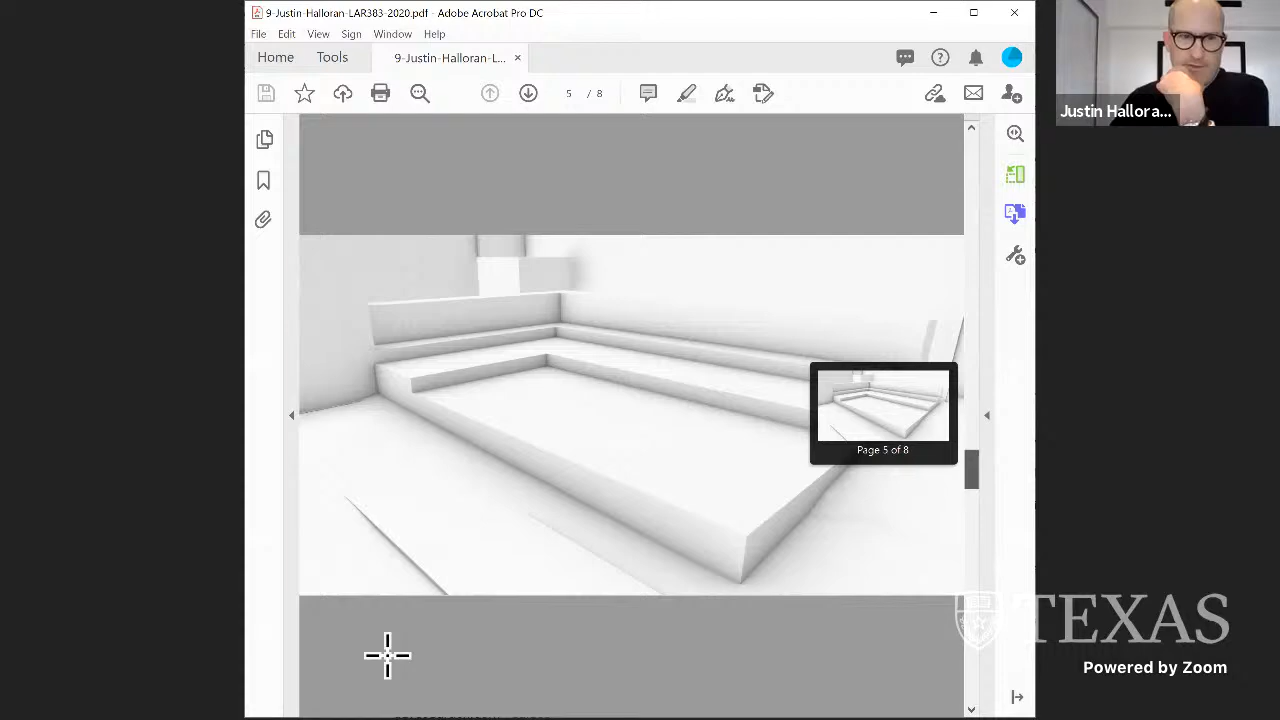 9-Justin-Halloran-LAR383-2020.pdf - Adobe Acrobat Pro DC
File Edit View Sign Window Help
Home Tools 9-Justin-Halloran-L... ×
5 / 8
Justin Hallora...
Page 5 of 8
TEXAS
Powered by Zoom